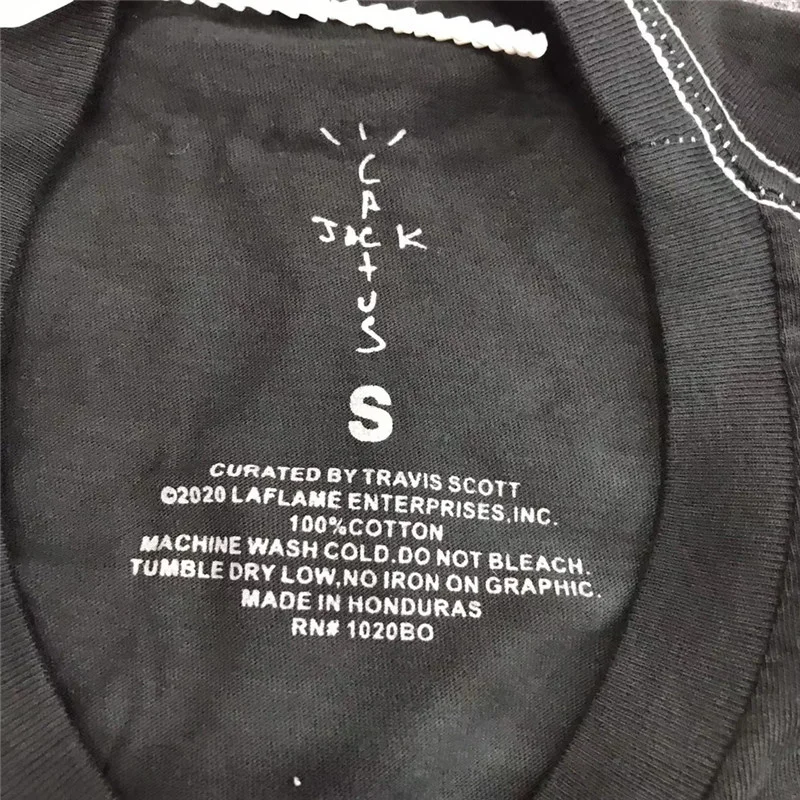 CACTUS
JACK
S
CURATED BY TRAVIS SCOTT
©2020 LAFLAME ENTERPRISES,INC.
100%COTTON
MACHINE WASH COLD.DO NOT BLEACH.
TUMBLE DRY LOW,NO IRON ON GRAPHIC.
MADE IN HONDURAS
RN# 1020BO